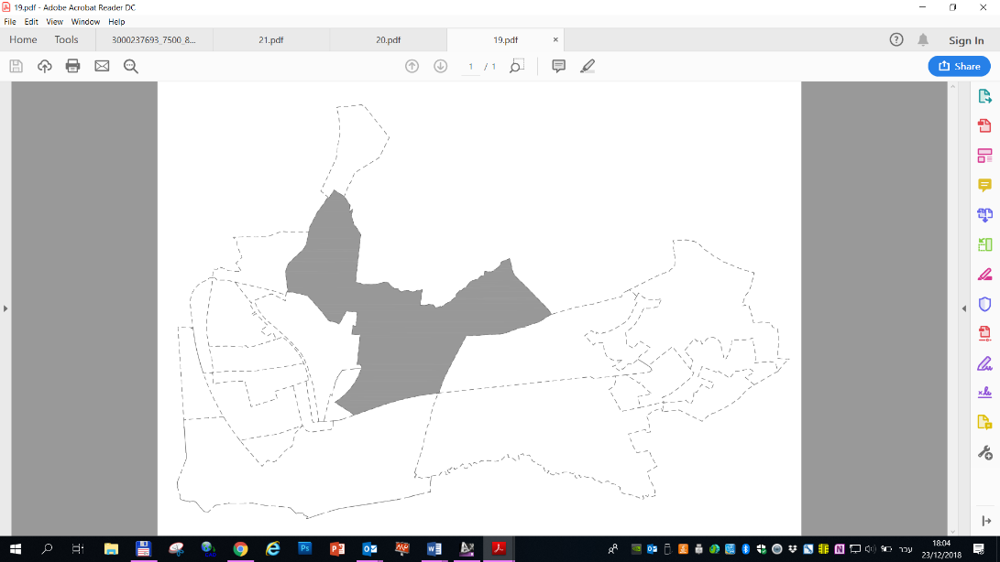 19.pdf - Adobe Acrobat Reader DC
File Edit View Window Help
Home Tools 3000237693_7500_8... 21.pdf 20.pdf 19.pdf × ? Sign In
1 / 1 Share
18:04
עבר
23/12/2018